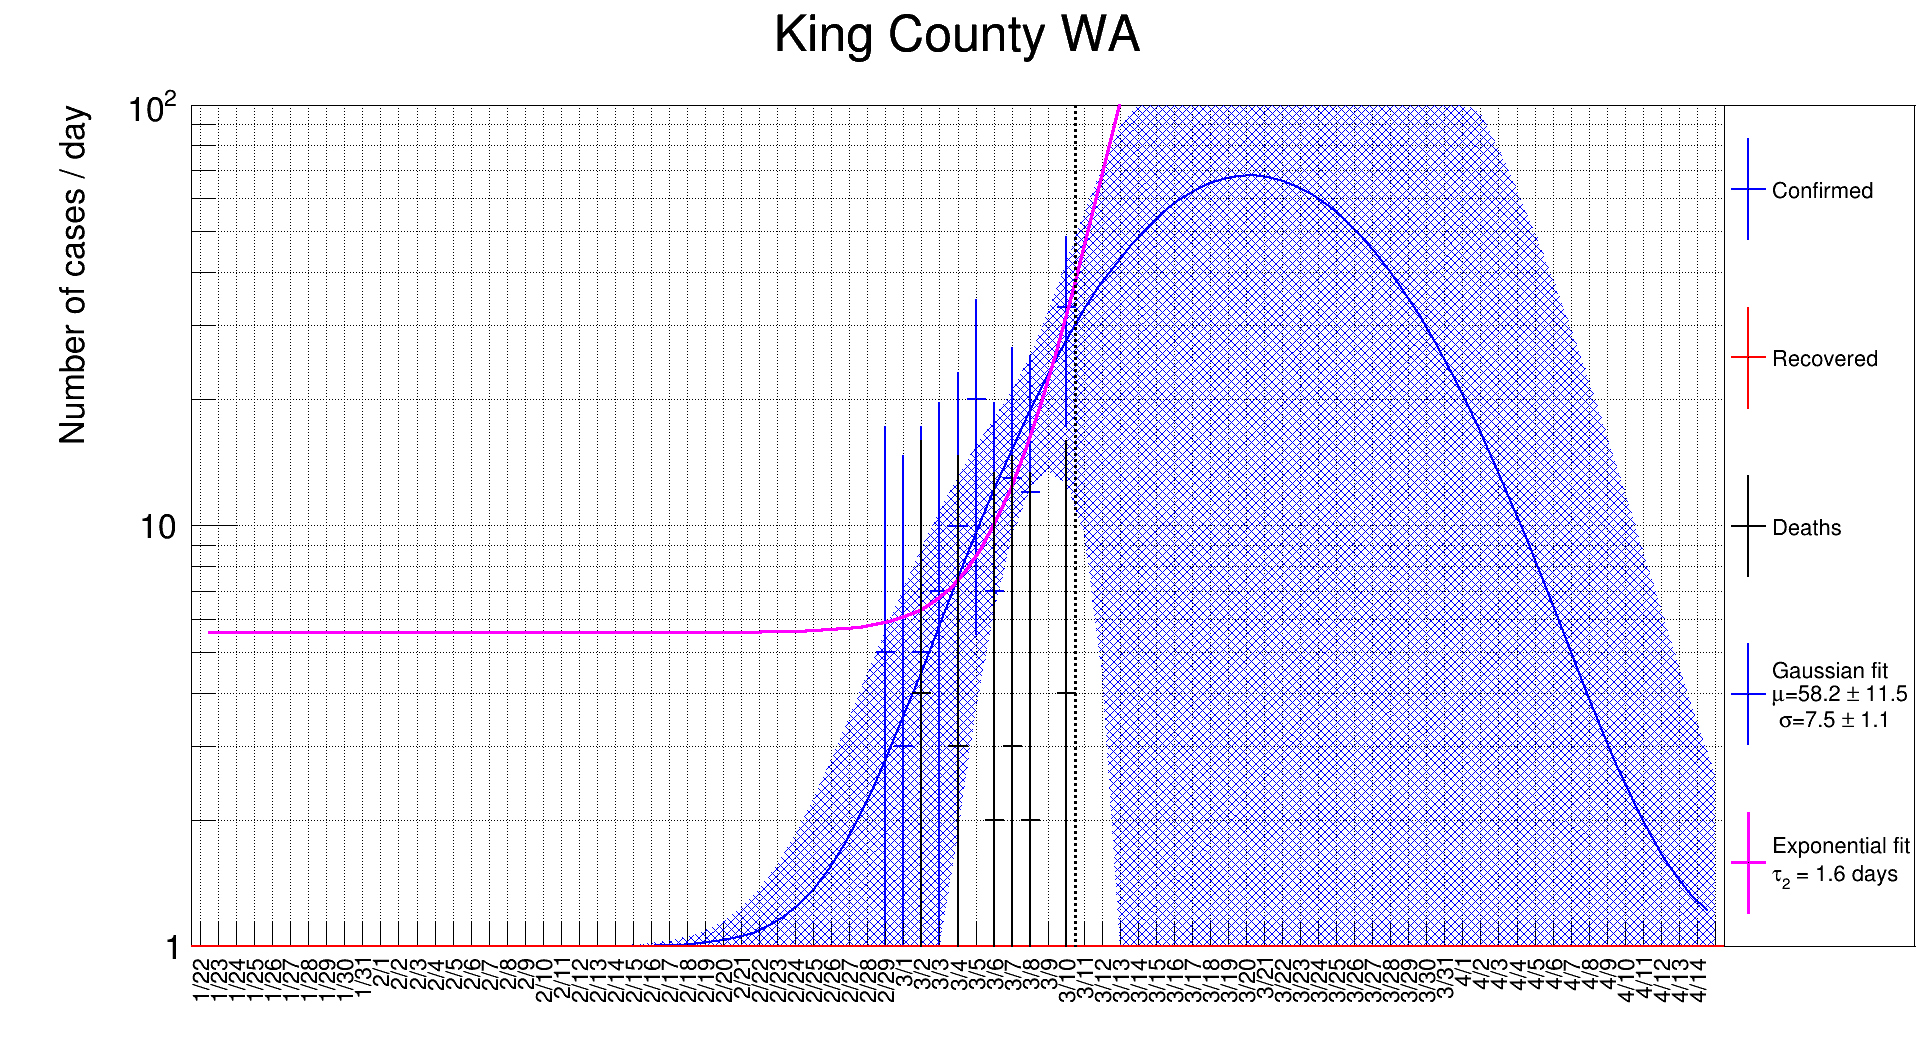 King County WA
Number of cases / day
10²
10
1
1/22 1/23 1/24 1/25 1/26 1/27 1/28 1/29 1/30 1/31 2/1 2/2 2/3 2/4 2/5 2/6 2/7 2/8 2/9 2/10 2/11 2/12 2/13 2/14 2/15 2/16 2/17 2/18 2/19 2/20 2/21 2/22 2/23 2/24 2/25 2/26 2/27 2/28 2/29 3/1 3/2 3/3 3/4 3/5 3/6 3/7 3/8 3/9 3/10 3/11 3/12 3/13 3/14 3/15 3/16 3/17 3/18 3/19 3/20 3/21 3/22 3/23 3/24 3/25 3/26 3/27 3/28 3/29 3/30 3/31 4/1 4/2 4/3 4/4 4/5 4/6 4/7 4/8 4/9 4/10 4/11 4/12 4/13 4/14
Confirmed
Recovered
Deaths
Gaussian fit
μ=58.2 ± 11.5
σ=7.5 ± 1.1
Exponential fit
τ₂ = 1.6 days